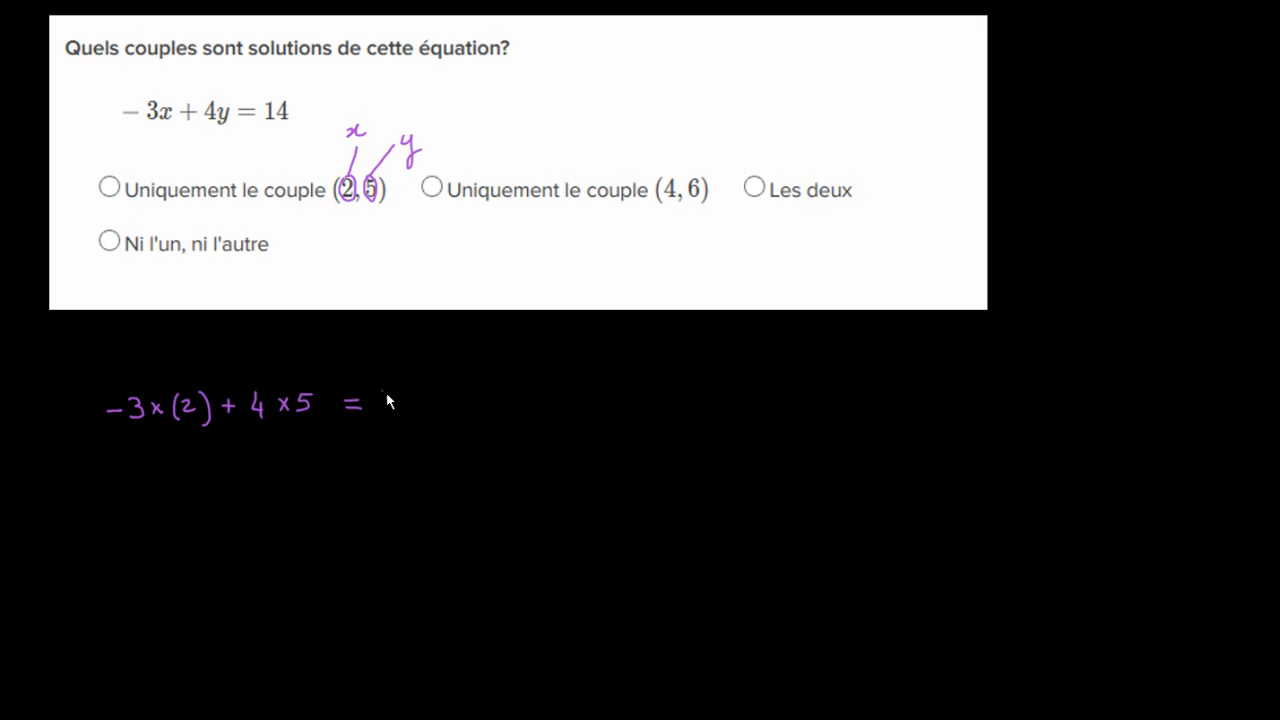 Quels couples sont solutions de cette équation?
− 3x + 4y = 14
x y
Uniquement le couple (2, 5) Uniquement le couple (4, 6) Les deux
Ni l'un, ni l'autre
−3×(2) + 4 ×5 =